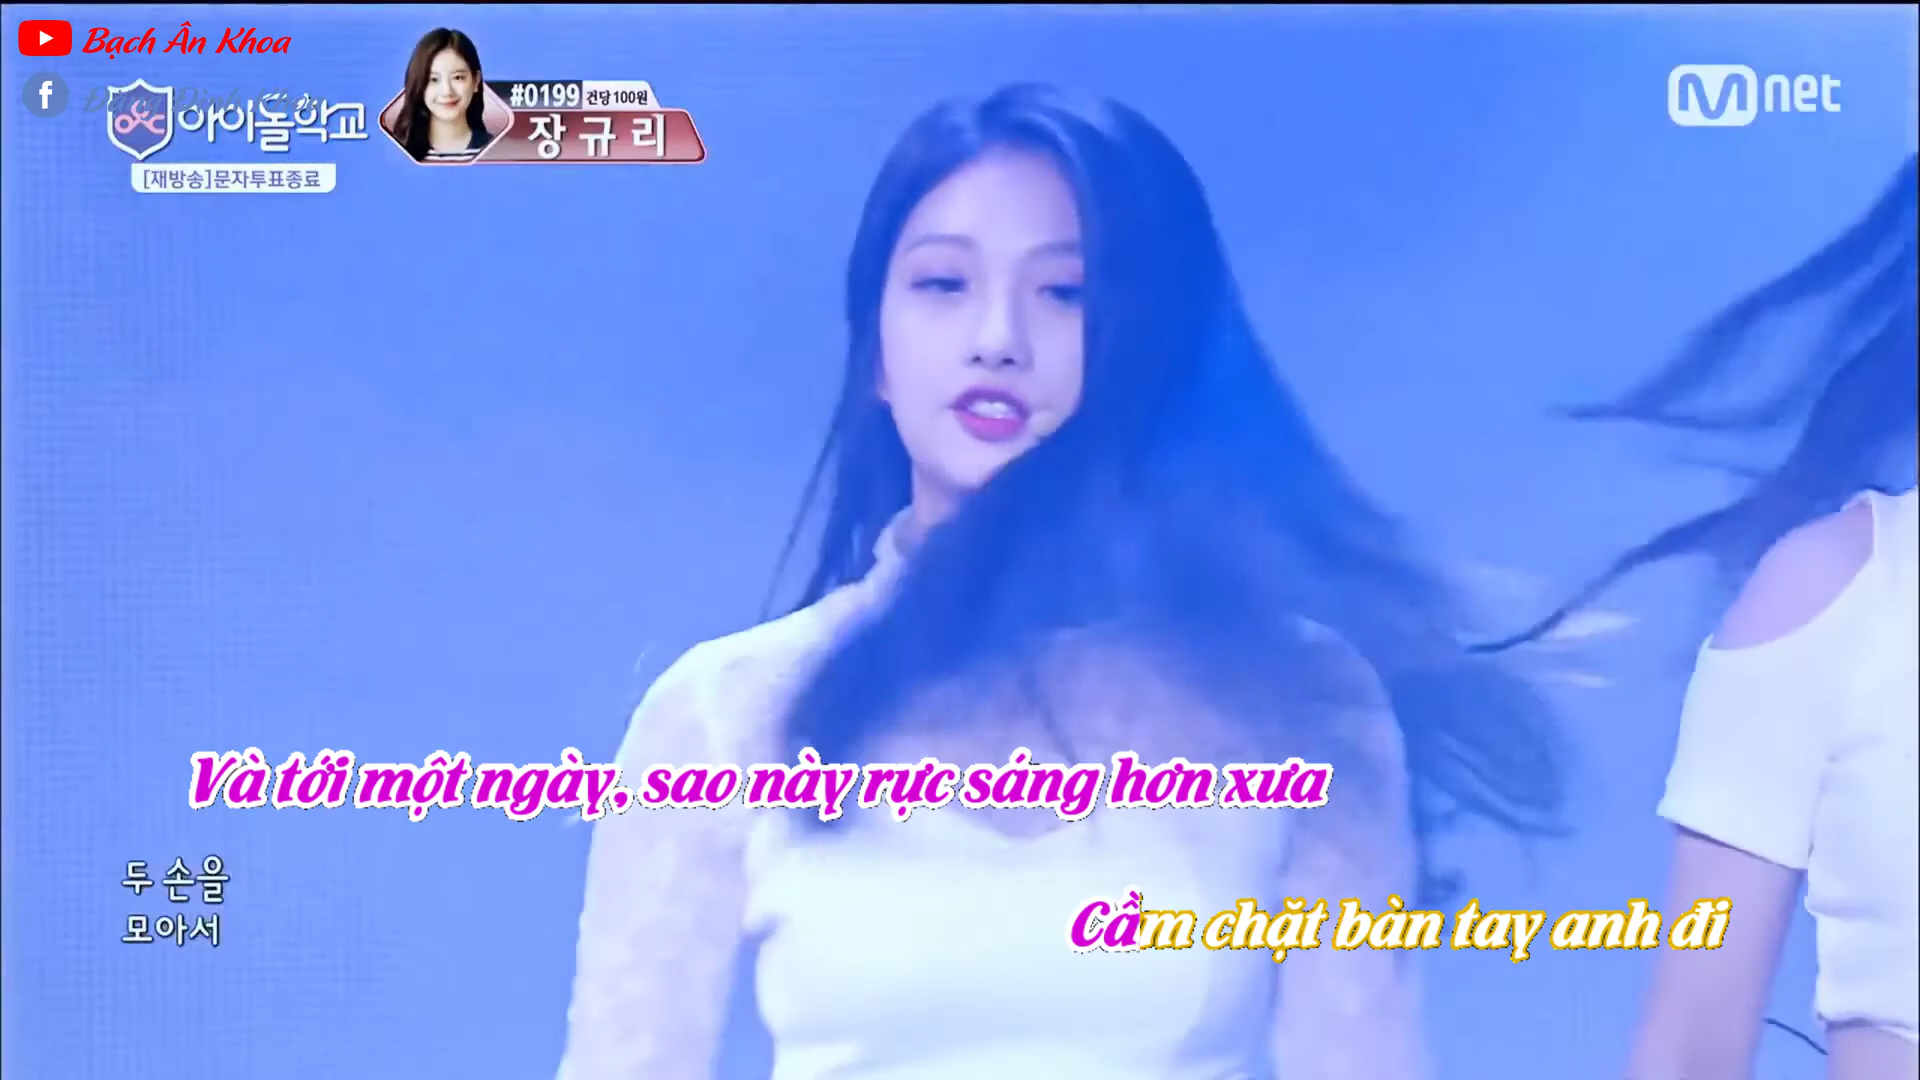 Bạch Ân Khoa
아이돌학교
[재방송]문자투표종료
#0199 건당100원
장규리
Mnet
Và tới một ngày, sao này rực sáng hơn xưa
두 손을
모아서
Cầm chặt bàn tay anh đi